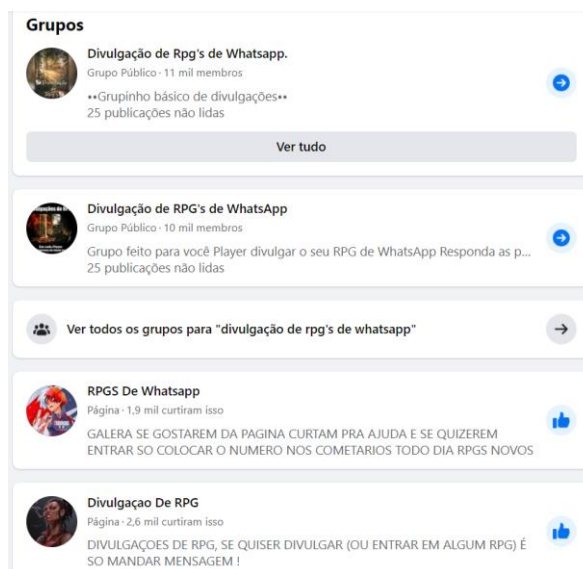 Grupos
Divulgação de Rpg's de Whatsapp.
Grupo Público · 11 mil membros
••Grupinho básico de divulgações••
25 publicações não lidas
Ver tudo
Divulgação de RPG's de WhatsApp
Grupo Público · 10 mil membros
Grupo feito para você Player divulgar o seu RPG de WhatsApp Responda as p...
25 publicações não lidas
Ver todos os grupos para "divulgação de rpg's de whatsapp"
RPGS De Whatsapp
Página · 1,9 mil curtiram isso
GALERA SE GOSTAREM DA PAGINA CURTAM PRA AJUDA E SE QUIZEREM
ENTRAR SO COLOCAR O NUMERO NOS COMETARIOS TODO DIA RPGS NOVOS
Divulgaçao De RPG
Página · 2,6 mil curtiram isso
DIVULGAÇOES DE RPG, SE QUISER DIVULGAR (OU ENTRAR EM ALGUM RPG) É
SO MANDAR MENSAGEM !